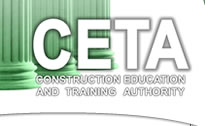 CETA
CONSTRUCTION EDUCATION
AND TRAINING AUTHORITY